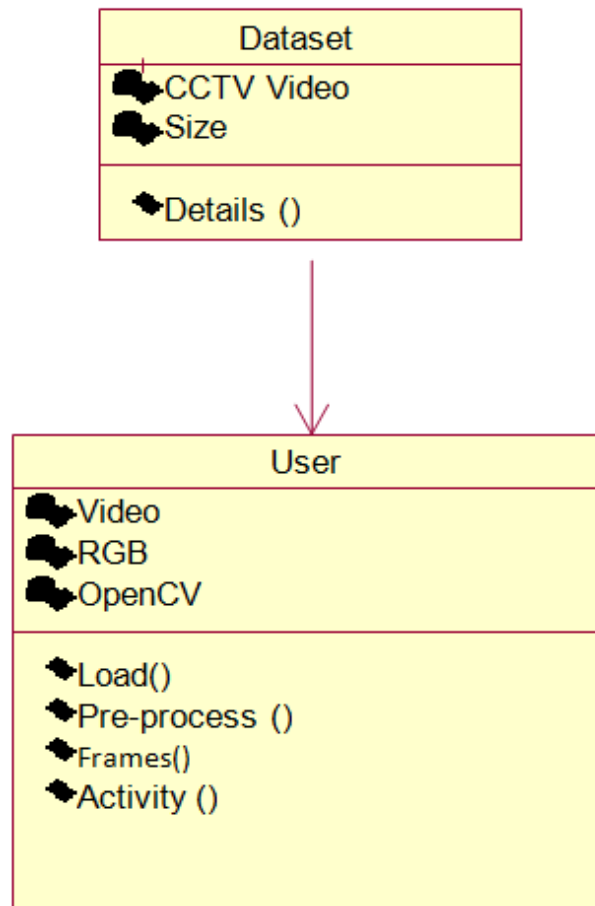 Dataset
CCTV Video
Size
Details ()
User
Video
RGB
OpenCV
Load()
Pre-process ()
Frames()
Activity ()